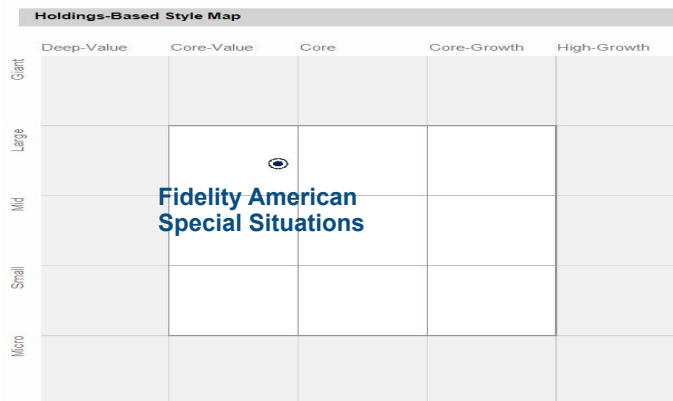 Holdings-Based Style Map
Deep-Value Core-Value Core Core-Growth High-Growth
Giant
Large
Mid
Fidelity American
Special Situations
Small
Micro